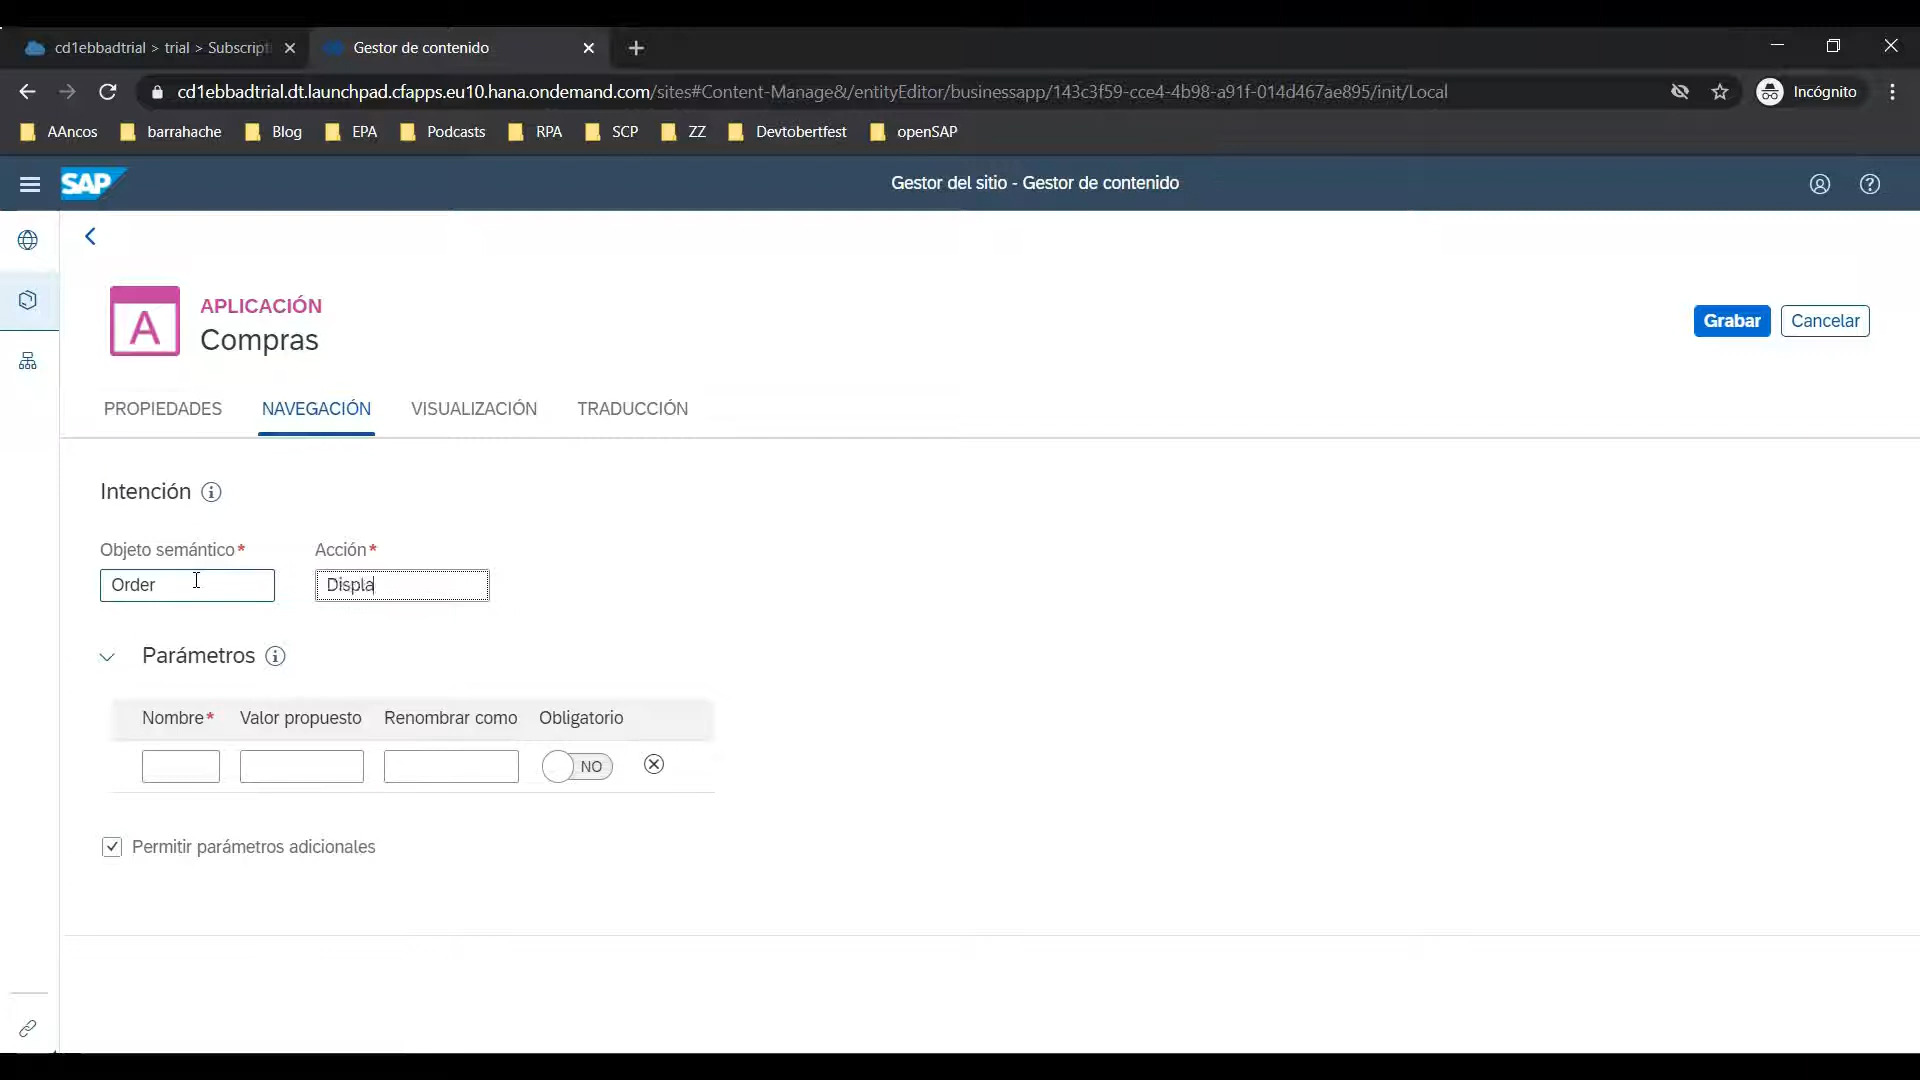 cd1ebbadtrial > trial > Subscript
Gestor de contenido
cd1ebbadtrial.dt.launchpad.cfapps.eu10.hana.ondemand.com/sites#Content-Manage&/entityEditor/businessapp/143c3f59-cce4-4b98-a91f-014d467ae895/init/Local
Incógnito
AAncos
barrahache
Blog
EPA
Podcasts
RPA
SCP
ZZ
Devtobertfest
openSAP
SAP
Gestor del sitio - Gestor de contenido
A
APLICACIÓN
Compras
Grabar
Cancelar
PROPIEDADES
NAVEGACIÓN
VISUALIZACIÓN
TRADUCCIÓN
Intención
Objeto semántico*
Acción*
Order
Displa
Parámetros
Nombre*
Valor propuesto
Renombrar como
Obligatorio
NO
Permitir parámetros adicionales